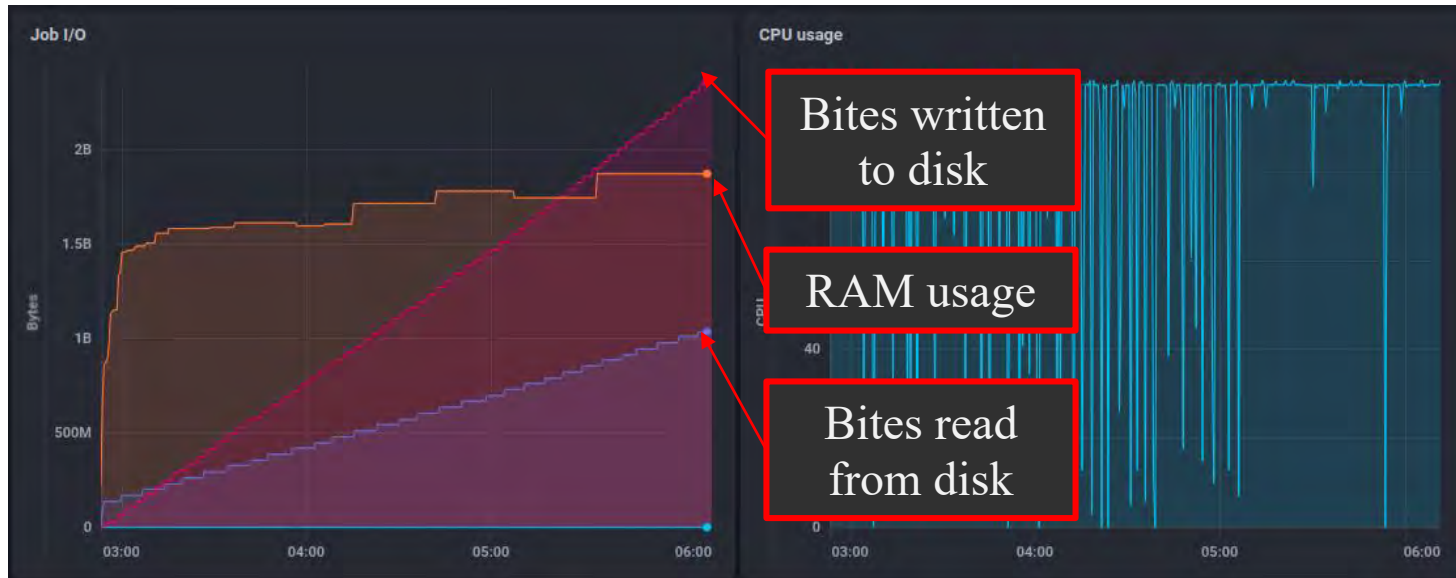 Job I/O
CPU usage
Bites written
to disk
RAM usage
Bites read
from disk
Bytes
2B
1.5B
1B
500M
0
03:00
04:00
05:00
06:00
40
0
03:00
04:00
05:00
06:00